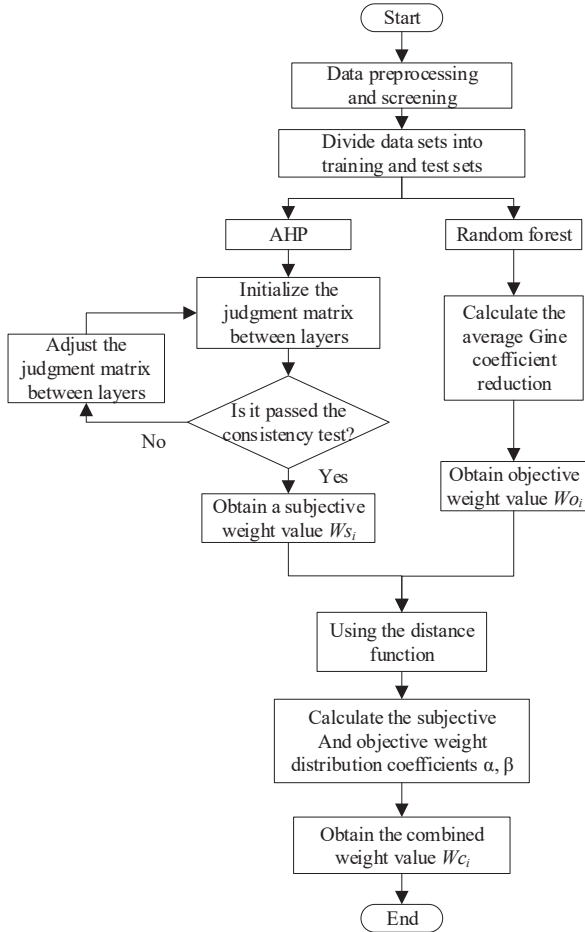 Start
Data preprocessing
and screening
Divide data sets into
training and test sets
AHP
Random forest
Initialize the
judgment matrix
between layers
Adjust the
judgment matrix
between layers
Calculate the
average Gine
coefficient
reduction
Is it passed the
consistency test?
No
Yes
Obtain a subjective
weight value Wsᵢ
Obtain objective
weight value Woᵢ
Using the distance
function
Calculate the subjective
And objective weight
distribution coefficients α, β
Obtain the combined
weight value Wcᵢ
End